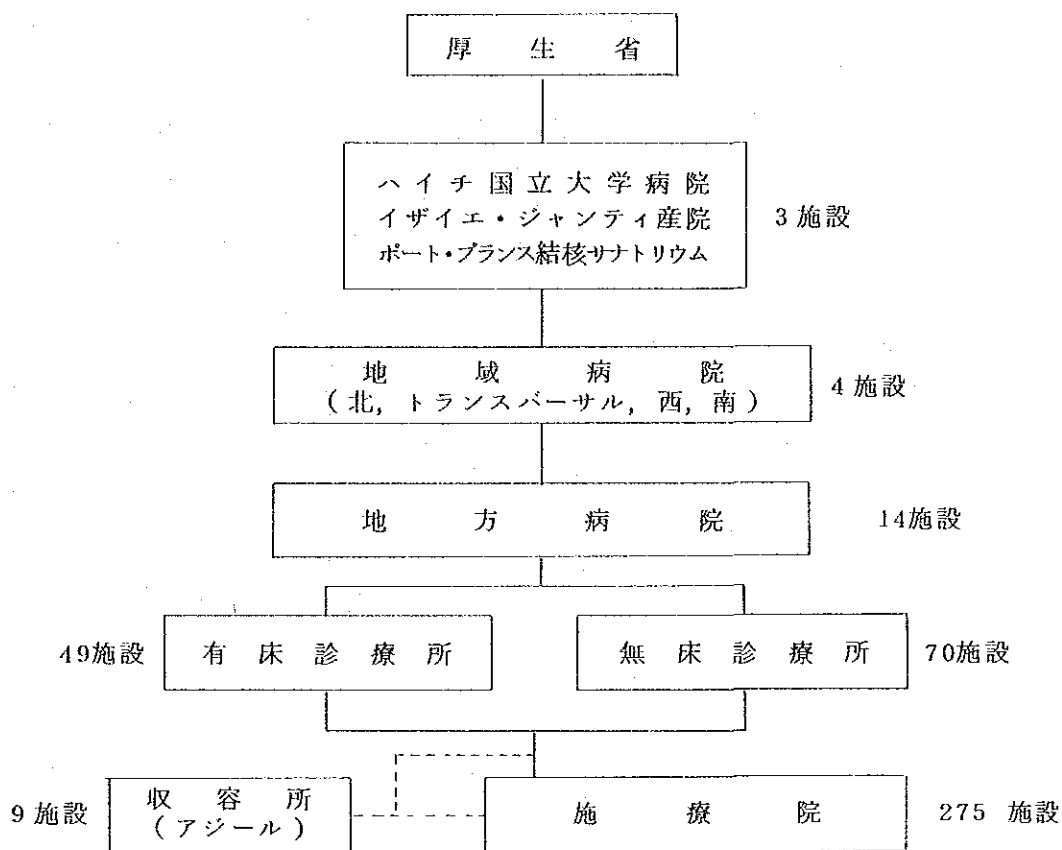 厚生省
ハイチ国立大学病院
イザイエ・ジャンティ産院
ポート・プランス結核サナトリウム
3施設
地域病院
(北,トランスバーサル,西,南)
4施設
地方病院
14施設
49施設
有床診療所
無床診療所
70施設
9施設
収容所
(アジール)
施療院
275 施設